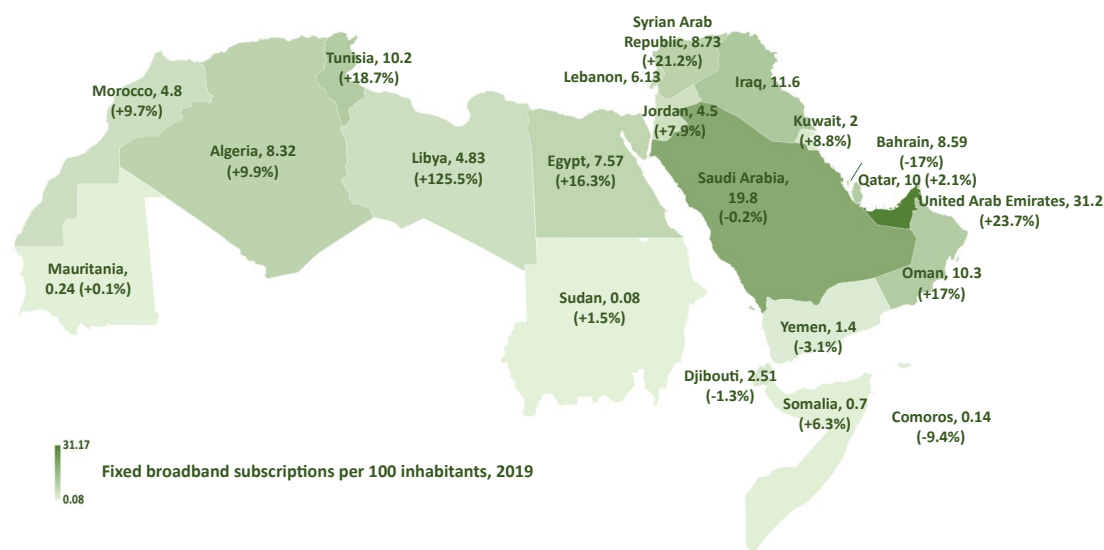 Syrian Arab
Republic, 8.73
(+21.2%)
Tunisia, 10.2
(+18.7%)
Lebanon, 6.13
Iraq, 11.6
Morocco, 4.8
(+9.7%)
Jordan, 4.5
(+7.9%)
Kuwait, 2
(+8.8%)
Bahrain, 8.59
(-17%)
Algeria, 8.32
(+9.9%)
Libya, 4.83
(+125.5%)
Egypt, 7.57
(+16.3%)
Saudi Arabia,
19.8
(-0.2%)
Qatar, 10 (+2.1%)
United Arab Emirates, 31.2
(+23.7%)
Mauritania,
0.24 (+0.1%)
Oman, 10.3
(+17%)
Sudan, 0.08
(+1.5%)
Yemen, 1.4
(-3.1%)
Djibouti, 2.51
(-1.3%)
Somalia, 0.7
(+6.3%)
Comoros, 0.14
(-9.4%)
31.17
Fixed broadband subscriptions per 100 inhabitants, 2019
0.08